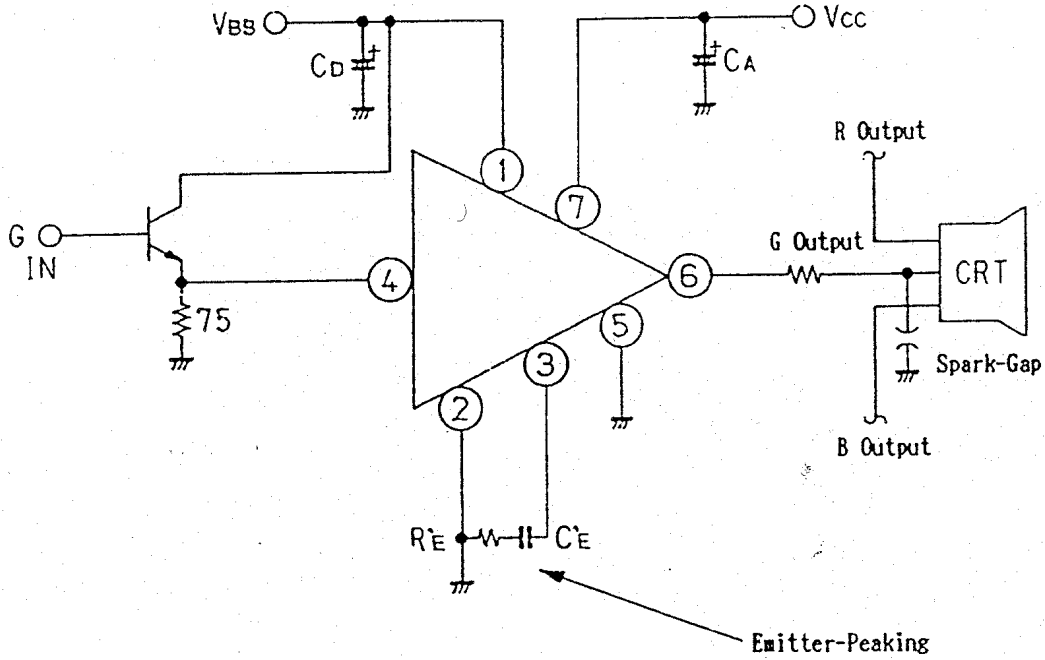 VBB
VCC
CD
+
+
CA
R Output
1
7
G
IN
G Output
4
6
CRT
75
5
3
Spark-Gap
2
B Output
R'E
C'E
Emitter-Peaking